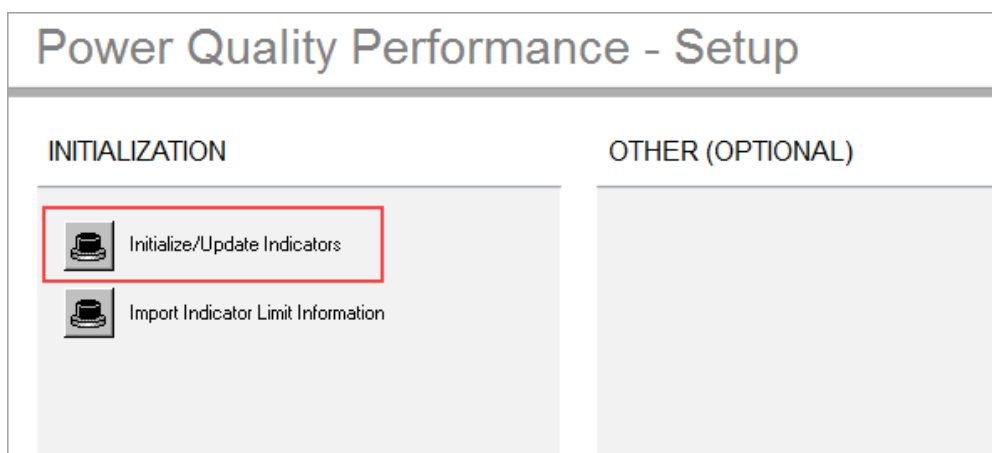 Power Quality Performance - Setup
INITIALIZATION
OTHER (OPTIONAL)
Initialize/Update Indicators
Import Indicator Limit Information